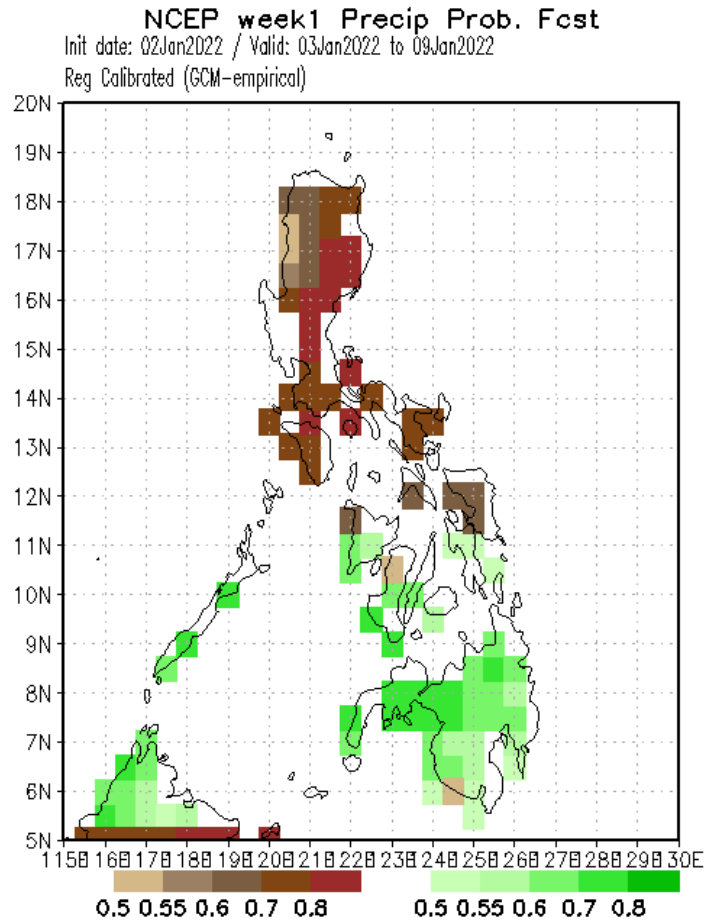 NCEP week1 Precip Prob. Fcst
Init date: 02Jan2022 / Valid: 03Jan2022 to 09Jan2022
Reg Calibrated (GCM-empirical)
20N
19N
18N
17N
16N
15N
14N
13N
12N
11N
10N
9N
8N
7N
6N
5N
115E 116E 117E 118E 119E 120E 121E 122E 123E 124E 125E 126E 127E 128E 129E 130E
0.5 0.55 0.6 0.7 0.8 0.5 0.55 0.6 0.7 0.8